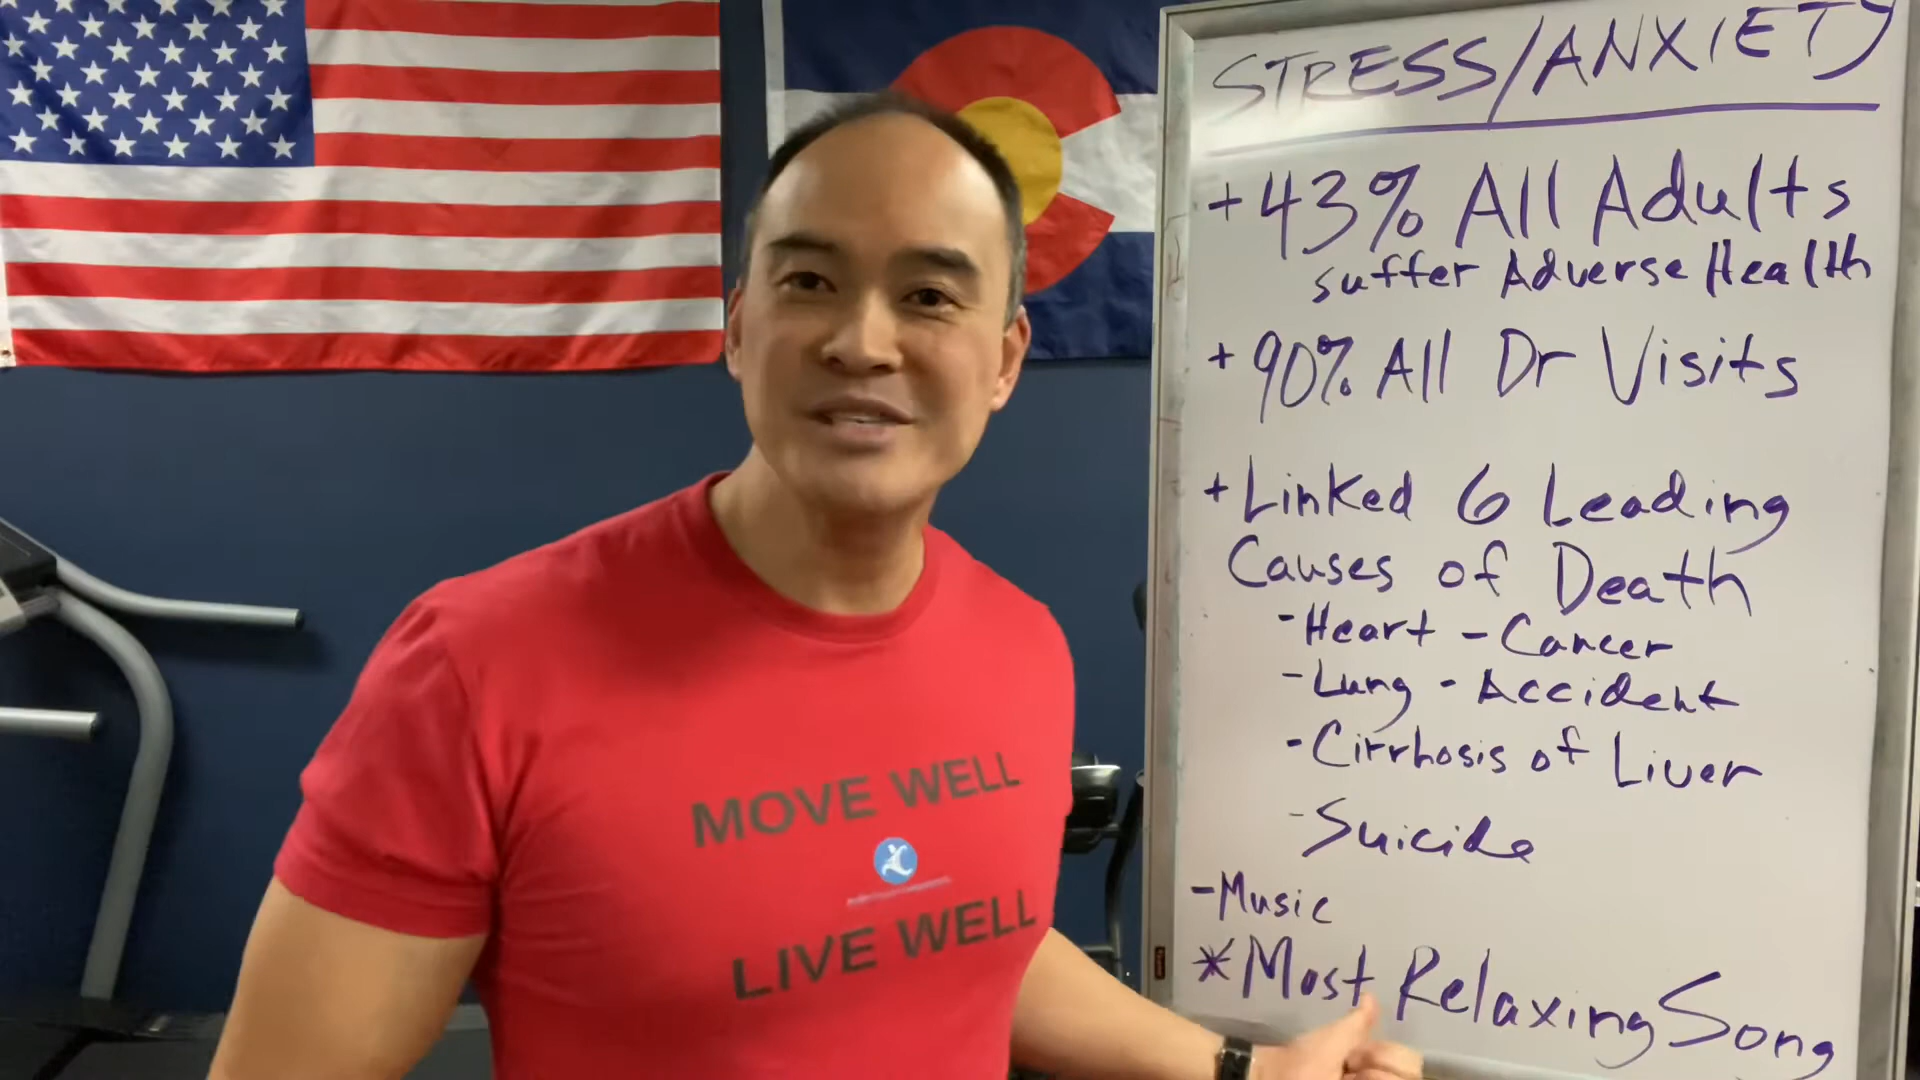 STRESS/ANXIETY
+ 43% All Adults
suffer Adverse Health
+ 90% All Dr Visits
+ Linked 6 Leading
Causes of Death
- Heart - Cancer
- Lung - Accident
- Cirrhosis of Liver
- Suicide
- Music
* Most Relaxing Song
MOVE WELL
LIVE WELL